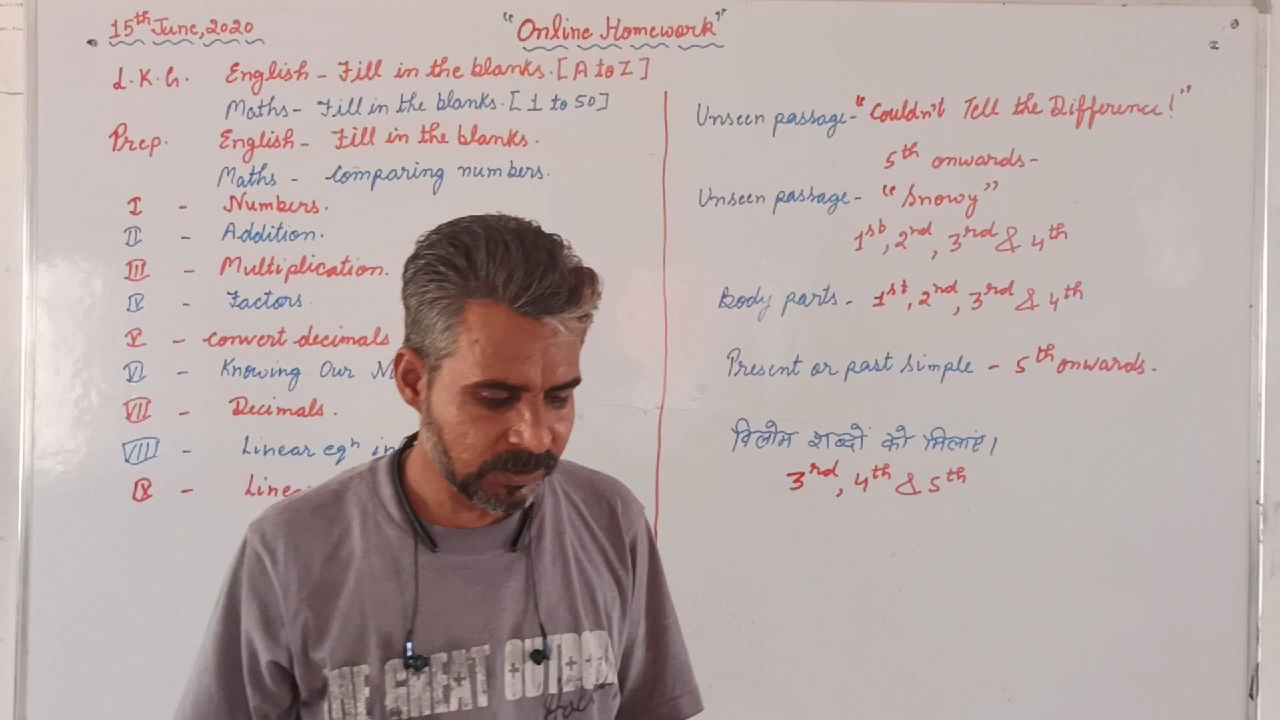 15th June, 2020
"Online Homework"
L.K.G. English - Fill in the blanks. [A to Z]
Maths - Fill in the blanks. [1 to 50]
Prep. English - Fill in the blanks.
Maths - Comparing numbers.
I - Numbers.
II - Addition.
III - Multiplication.
IV - Factors.
V - convert decimals
VI - Knowing Our N
VII - Decimals.
VIII - Linear eqn in
IX - Line
Unseen passage - "Couldn't Tell the Difference!"
5th onwards -
Unseen passage - "Snowy"
1st, 2nd, 3rd & 4th
Body parts - 1st, 2nd, 3rd & 4th
Present or past Simple - 5th onwards.
विलोम शब्दों को मिलाएं।
3rd, 4th & 5th
THE GREAT OUTDOOR